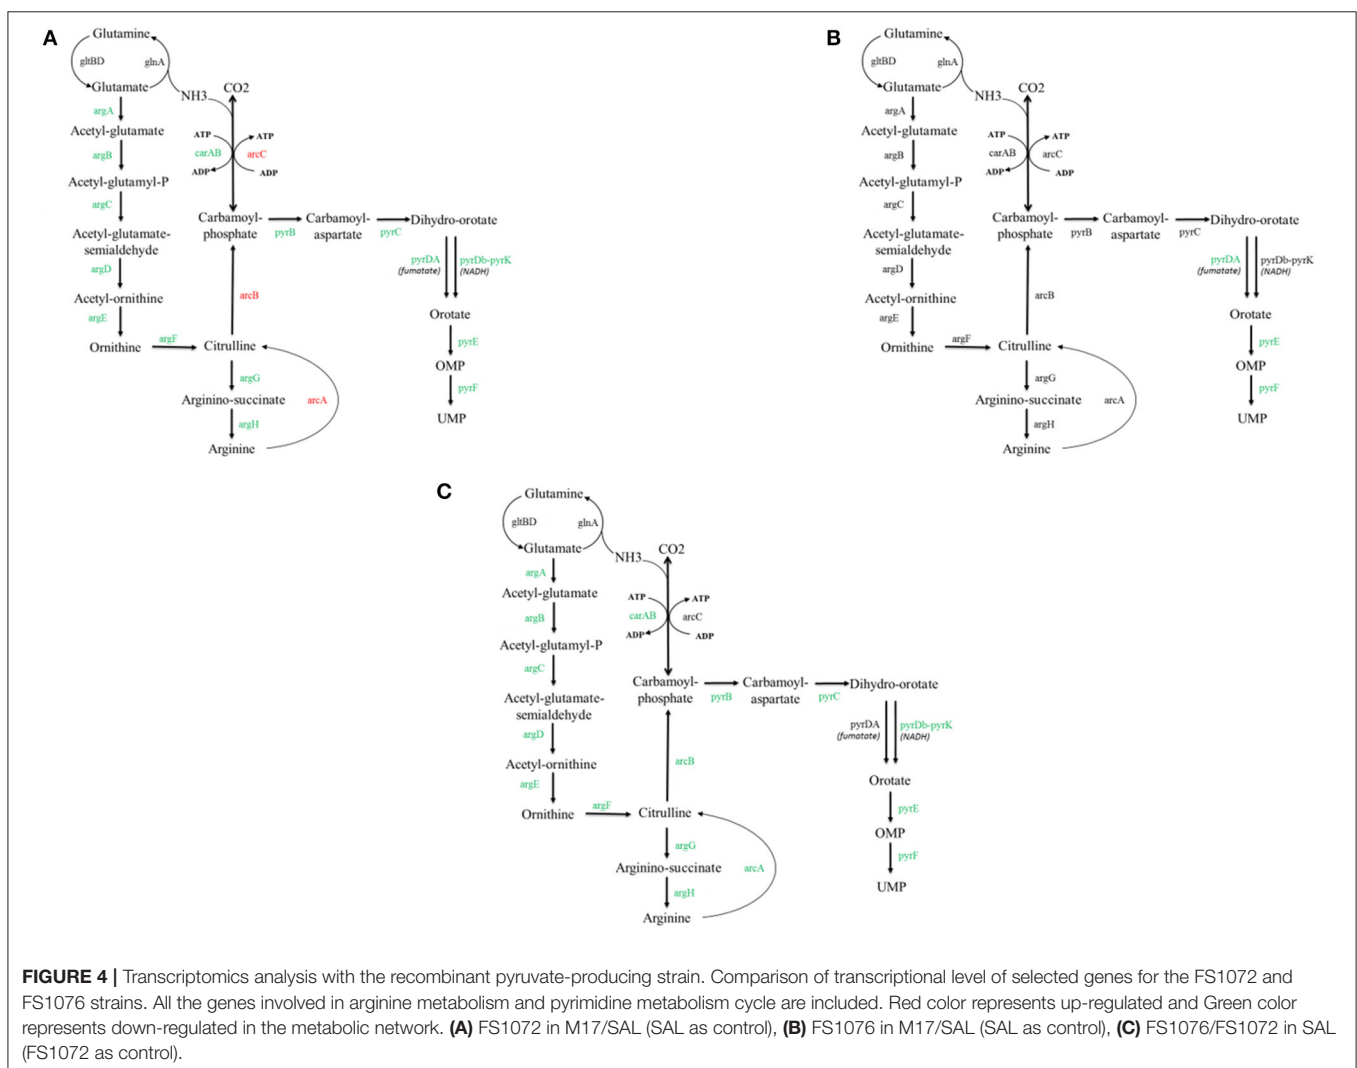 A
Glutamine
gltBD
glnA
Glutamate
NH3
CO2
argA
Acetyl-glutamate
ATP
ATP
argB
carAB
arcC
ADP
ADP
Acetyl-glutamyl-P
argC
Carbamoyl-
phosphate
pyrB
Carbamoyl-
aspartate
pyrC
Dihydro-orotate
Acetyl-glutamate-
semialdehyde
argD
pyrDA
(fumatate)
pyrDb-pyrK
(NADH)
Acetyl-ornithine
arcB
argE
Orotate
argF
Ornithine
Citrulline
pyrE
OMP
argG
pyrF
Arginino-succinate
arcA
UMP
argH
Arginine
B
Glutamine
gltBD
glnA
Glutamate
NH3
CO2
argA
Acetyl-glutamate
ATP
ATP
argB
carAB
arcC
ADP
ADP
Acetyl-glutamyl-P
argC
Carbamoyl-
phosphate
pyrB
Carbamoyl-
aspartate
pyrC
Dihydro-orotate
Acetyl-glutamate-
semialdehyde
argD
pyrDA
(fumatate)
pyrDb-pyrK
(NADH)
Acetyl-ornithine
arcB
argE
Orotate
argF
Ornithine
Citrulline
pyrE
OMP
argG
pyrF
Arginino-succinate
arcA
UMP
argH
Arginine
C
Glutamine
gltBD
glnA
Glutamate
NH3
CO2
argA
Acetyl-glutamate
ATP
ATP
argB
carAB
arcC
ADP
ADP
Acetyl-glutamyl-P
argC
Carbamoyl-
phosphate
pyrB
Carbamoyl-
aspartate
pyrC
Dihydro-orotate
Acetyl-glutamate-
semialdehyde
argD
pyrDA
(fumatate)
pyrDb-pyrK
(NADH)
Acetyl-ornithine
arcB
argE
Orotate
argF
Ornithine
Citrulline
pyrE
OMP
argG
pyrF
Arginino-succinate
arcA
UMP
argH
Arginine
FIGURE 4 | Transcriptomics analysis with the recombinant pyruvate-producing strain. Comparison of transcriptional level of selected genes for the FS1072 and
FS1076 strains. All the genes involved in arginine metabolism and pyrimidine metabolism cycle are included. Red color represents up-regulated and Green color
represents down-regulated in the metabolic network. (A) FS1072 in M17/SAL (SAL as control), (B) FS1076 in M17/SAL (SAL as control), (C) FS1076/FS1072 in SAL
(FS1072 as control).